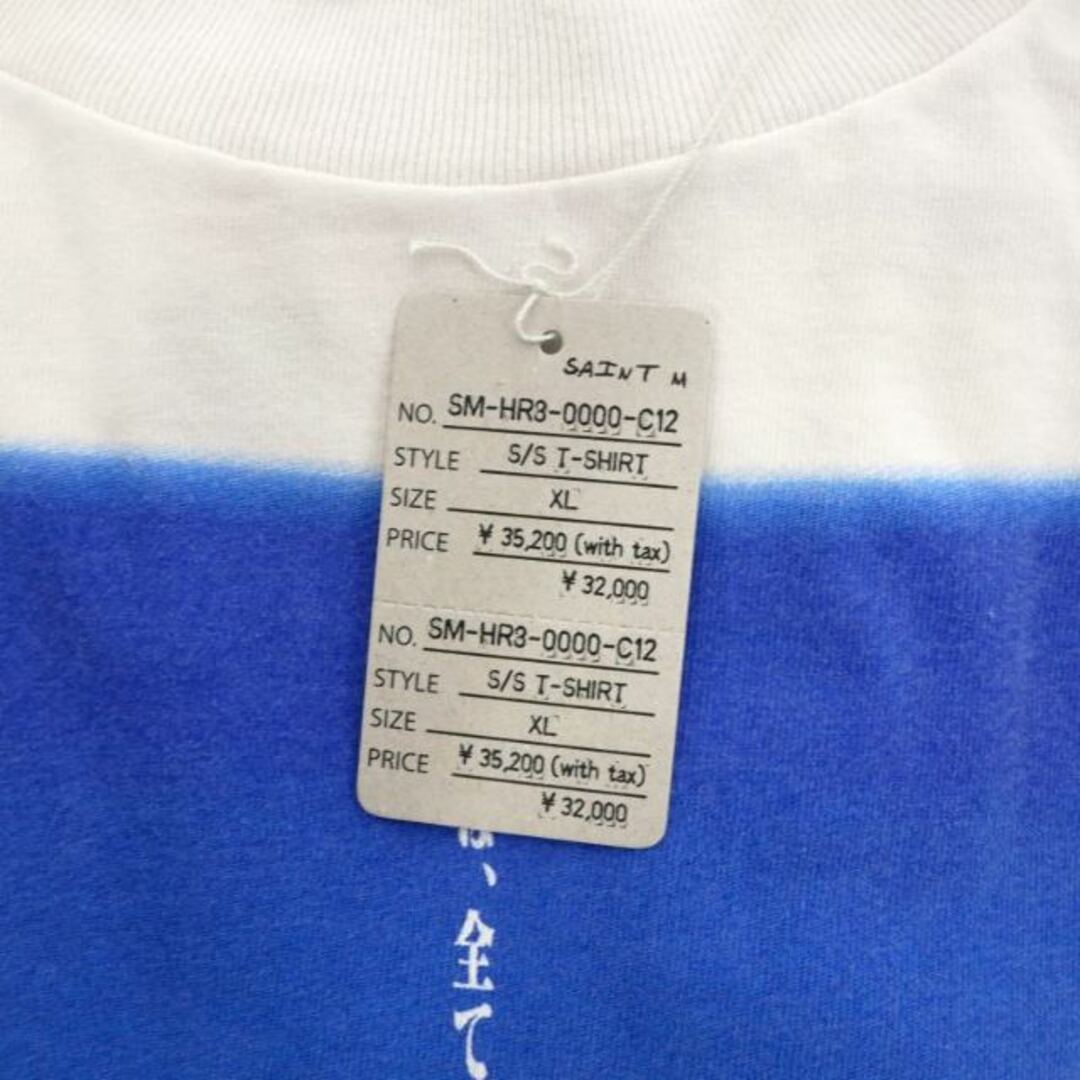 SAINT M
NO. SM-HR3-0000-C12
STYLE S/S T-SHIRT
SIZE XL
PRICE ¥ 35,200 (with tax)
¥ 32,000
NO. SM-HR3-0000-C12
STYLE S/S T-SHIRT
SIZE XL
PRICE ¥ 35,200 (with tax)
¥ 32,000
、全て